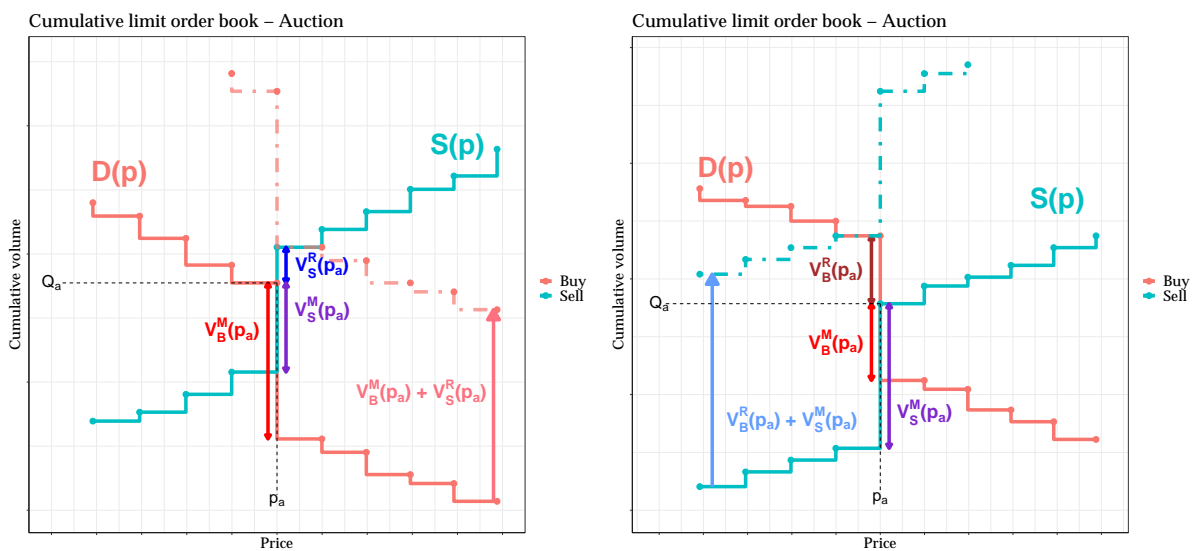 Cumulative limit order book – Auction
Cumulative volume
D(p)
S(p)
V_S^R(p_a)
Q_a
V_S^M(p_a)
V_B^M(p_a)
V_B^M(p_a) + V_S^R(p_a)
p_a
Price
Buy
Sell
Cumulative limit order book – Auction
Cumulative volume
D(p)
S(p)
V_B^R(p_a)
Q_a
V_B^M(p_a)
V_B^R(p_a) + V_S^M(p_a)
V_S^M(p_a)
p_a
Price
Buy
Sell